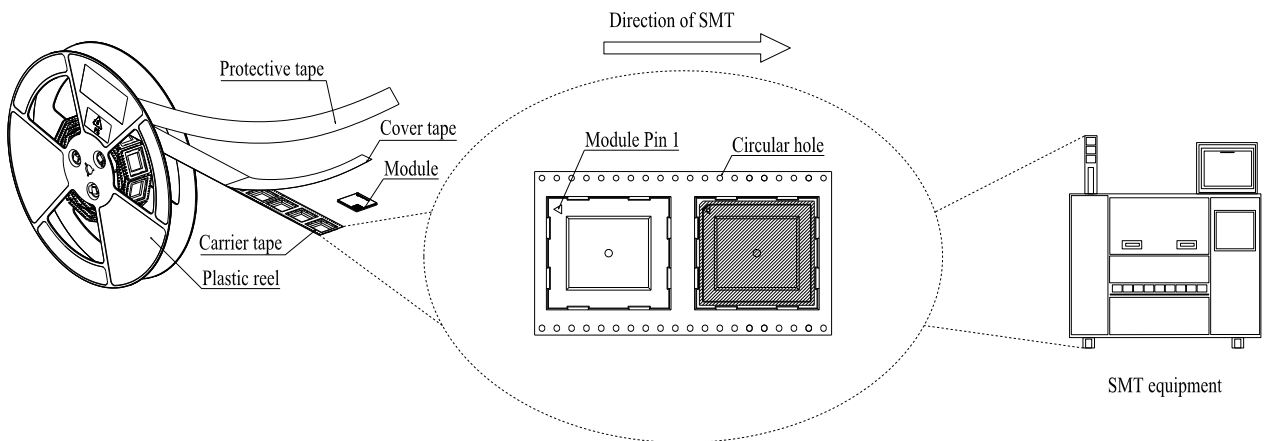 Direction of SMT
Protective tape
Cover tape
Module
Carrier tape
Plastic reel
Module Pin 1
Circular hole
SMT equipment